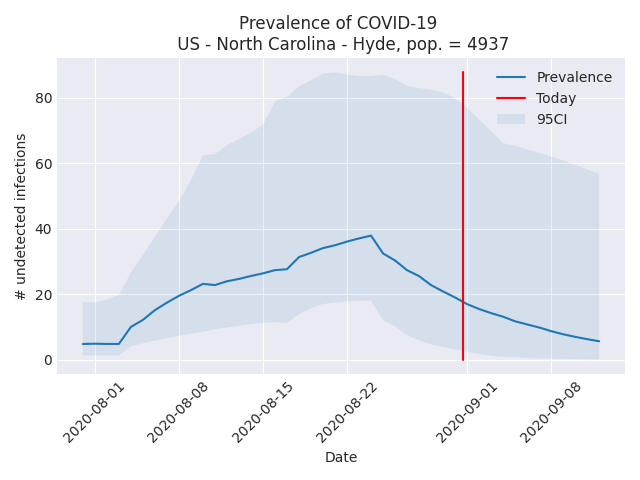 Prevalence of COVID-19
US - North Carolina - Hyde, pop. = 4937
Prevalence
Today
95CI
80
60
40
20
0
# undetected infections
2020-08-01
2020-08-08
2020-08-15
2020-08-22
2020-09-01
2020-09-08
Date